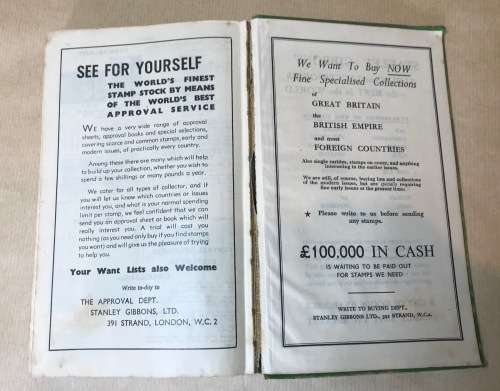 SEE FOR YOURSELF
THE WORLD'S FINEST
STAMP STOCK BY MEANS
OF THE WORLD'S BEST
APPROVAL SERVICE
WE have a very wide range of approval
sheets, approval books and special selections,
covering scarce and common stamps, early and
modern issues, of practically every country.
Among these there are many which will help
to build up your collection, whether you wish to
spend a few shillings or many pounds a year.
We cater for all types of collector, and if
you will let us know which countries or issues
interest you, and what is your normal spending
limit per stamp, we feel confident that we can
send you an approval sheet or book which will
really interest you. A trial will cost you
nothing (as you need only buy if you find stamps
you want) and will give us the pleasure of trying
to help you.
Your Want Lists also Welcome
Write to-day to
THE APPROVAL DEPT.
STANLEY GIBBONS, LTD.
391 STRAND, LONDON, W.C. 2
We Want To Buy NOW
Fine Specialised Collections
of
GREAT BRITAIN
the
BRITISH EMPIRE
and most
FOREIGN COUNTRIES
Also single rarities, stamps on cover, and anything
interesting in the earlier issues.
We are still, of course, buying lots and collections
of the modern issues, but are mainly requiring
fine early issues at the present time.
★ Please write to us before sending
any stamps.
£100,000 IN CASH
IS WAITING TO BE PAID OUT
FOR STAMPS WE NEED
WRITE TO BUYING DEPT.,
STANLEY GIBBONS LTD., 391 STRAND, W.C.2